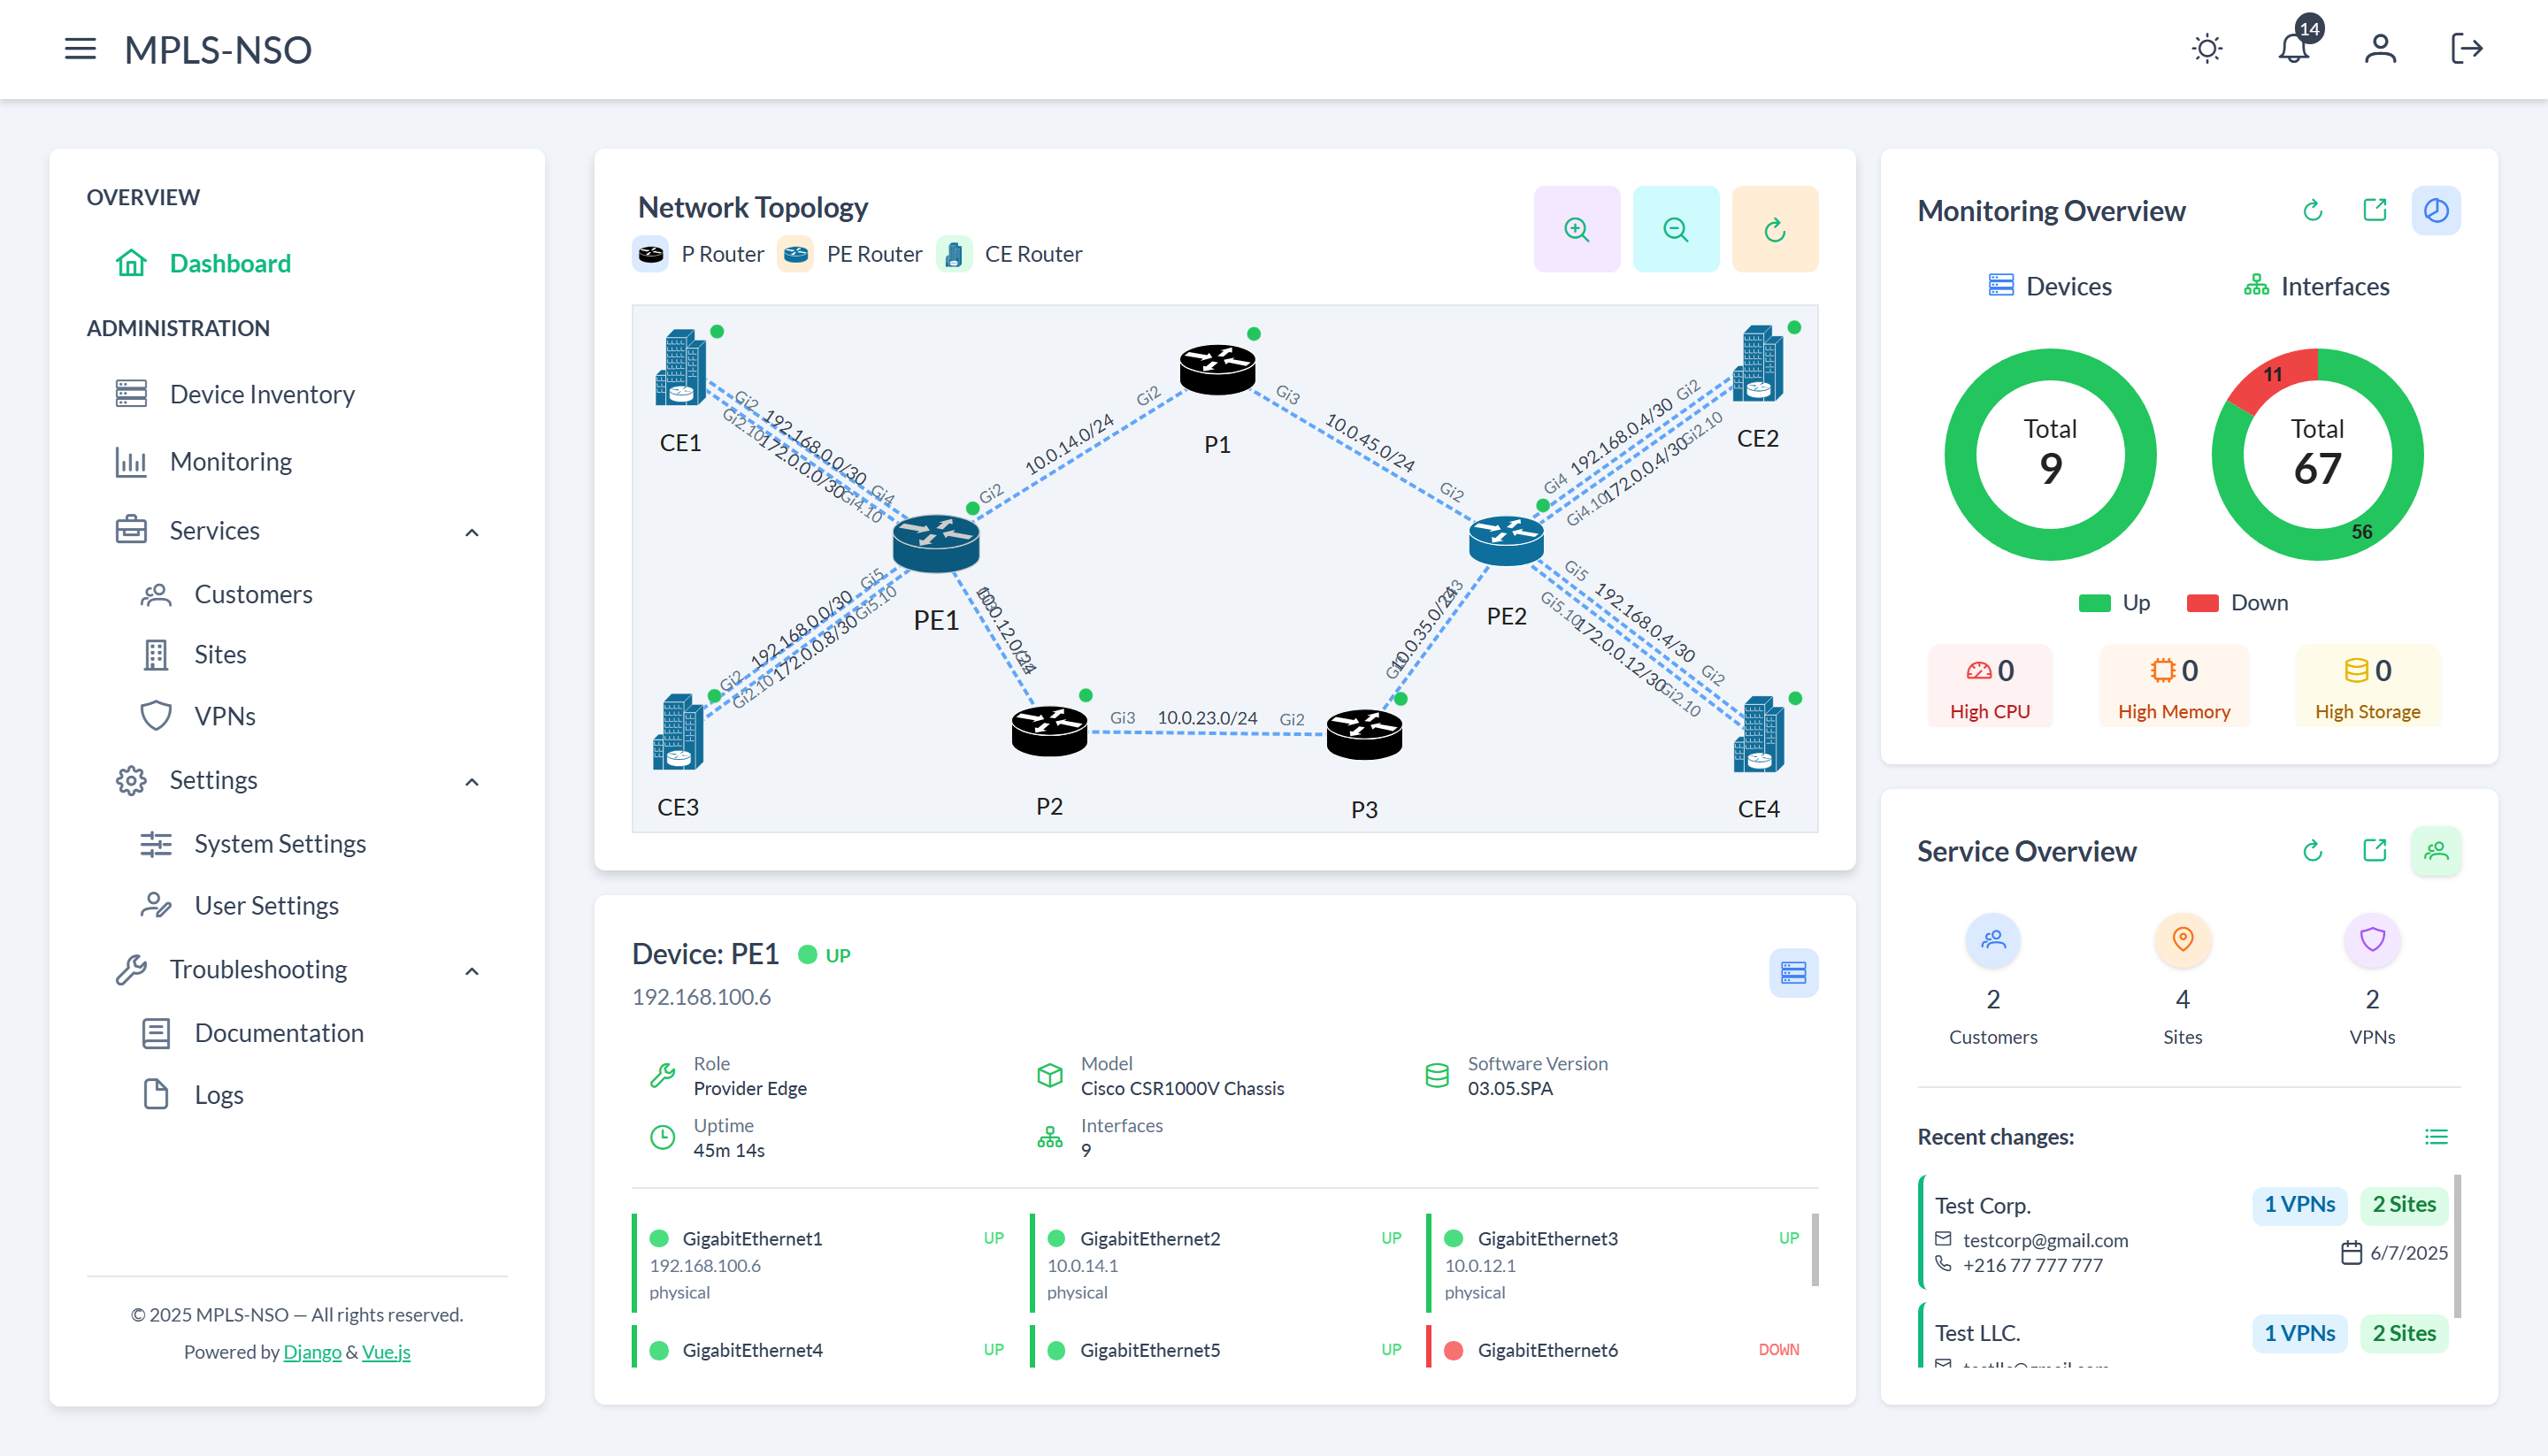 MPLS-NSO
14
OVERVIEW
Dashboard
ADMINISTRATION
Device Inventory
Monitoring
Services
Customers
Sites
VPNs
Settings
System Settings
User Settings
Troubleshooting
Documentation
Logs
© 2025 MPLS-NSO — All rights reserved.
Powered by Django & Vue.js
Network Topology
P Router PE Router CE Router
CE1
P1
CE2
Gi2 192.168.0.0/30 Gi4
Gi2.10 172.0.0.0/30 Gi4.10
Gi2 10.0.14.0/24 Gi2
Gi3 10.0.45.0/24 Gi2
Gi4 192.168.0.4/30 Gi2
Gi4.10 172.0.0.4/30 Gi2.10
PE1
PE2
Gi2 192.168.0.0/30 Gi5
Gi2.10 172.0.0.8/30 Gi5.10
10.0.12.0/24
10.0.35.0/24
Gi5 192.168.0.4/30 Gi2
Gi5.10 172.0.0.12/30 Gi2.10
Gi3 10.0.23.0/24 Gi2
CE3
P2
P3
CE4
Device: PE1 UP
192.168.100.6
Role
Provider Edge
Model
Cisco CSR1000V Chassis
Software Version
03.05.SPA
Uptime
45m 14s
Interfaces
9
GigabitEthernet1 UP
192.168.100.6
physical
GigabitEthernet2 UP
10.0.14.1
physical
GigabitEthernet3 UP
10.0.12.1
physical
GigabitEthernet4 UP
GigabitEthernet5 UP
GigabitEthernet6 DOWN
Monitoring Overview
Devices
Interfaces
Total
9
11
Total
67
56
Up Down
0
High CPU
0
High Memory
0
High Storage
Service Overview
2
Customers
4
Sites
2
VPNs
Recent changes:
Test Corp. 1 VPNs 2 Sites
testcorp@gmail.com
+216 77 777 777
6/7/2025
Test LLC. 1 VPNs 2 Sites